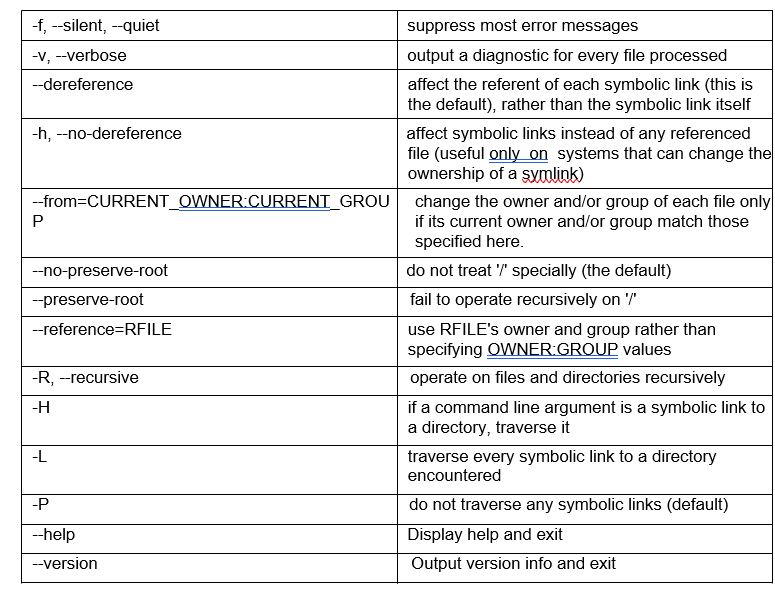 -f, --silent, --quiet
suppress most error messages
-v, --verbose
output a diagnostic for every file processed
--dereference
affect the referent of each symbolic link (this is
the default), rather than the symbolic link itself
-h, --no-dereference
affect symbolic links instead of any referenced
file (useful only on systems that can change the
ownership of a symlink)
--from=CURRENT_OWNER:CURRENT_GROU
P
change the owner and/or group of each file only
if its current owner and/or group match those
specified here.
--no-preserve-root
do not treat '/' specially (the default)
--preserve-root
fail to operate recursively on '/'
--reference=RFILE
use RFILE's owner and group rather than
specifying OWNER:GROUP values
-R, --recursive
operate on files and directories recursively
-H
if a command line argument is a symbolic link to
a directory, traverse it
-L
traverse every symbolic link to a directory
encountered
-P
do not traverse any symbolic links (default)
--help
Display help and exit
--version
Output version info and exit